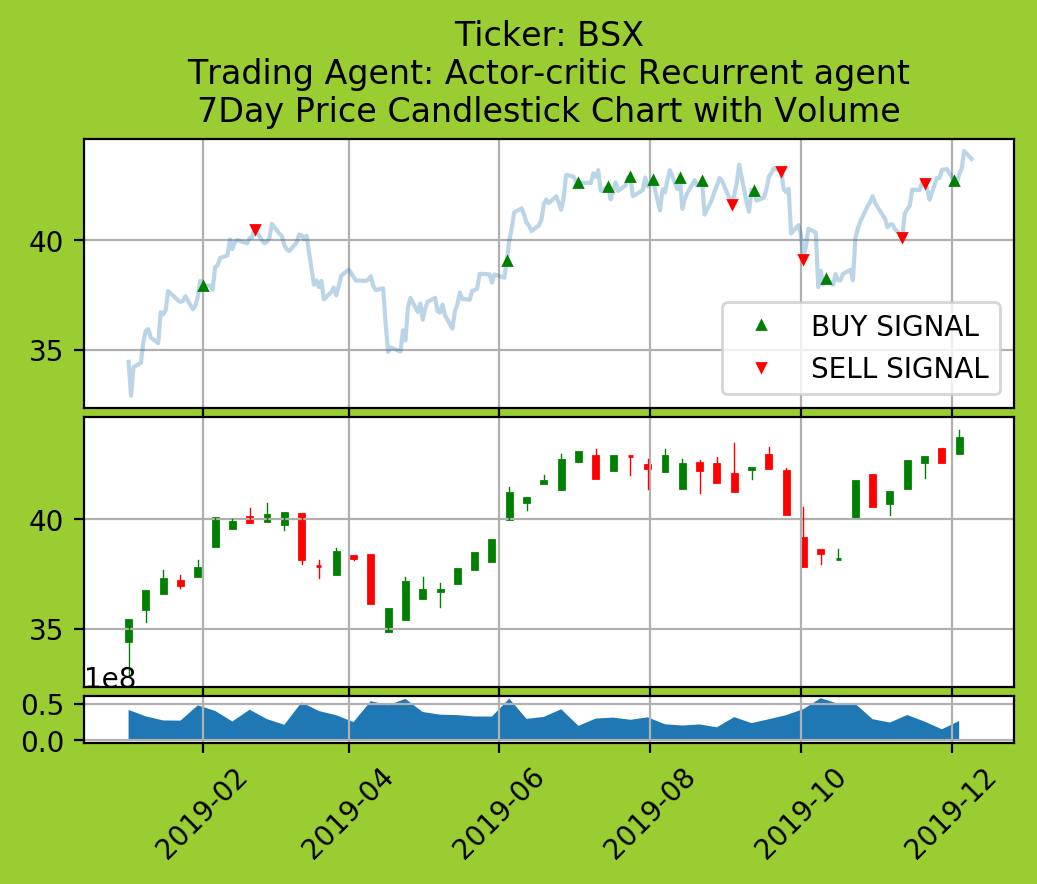 Ticker: BSX
Trading Agent: Actor-critic Recurrent agent
7Day Price Candlestick Chart with Volume
40
35
BUY SIGNAL
SELL SIGNAL
40
35
1e8
0.5
0.0
2019-02
2019-04
2019-06
2019-08
2019-10
2019-12